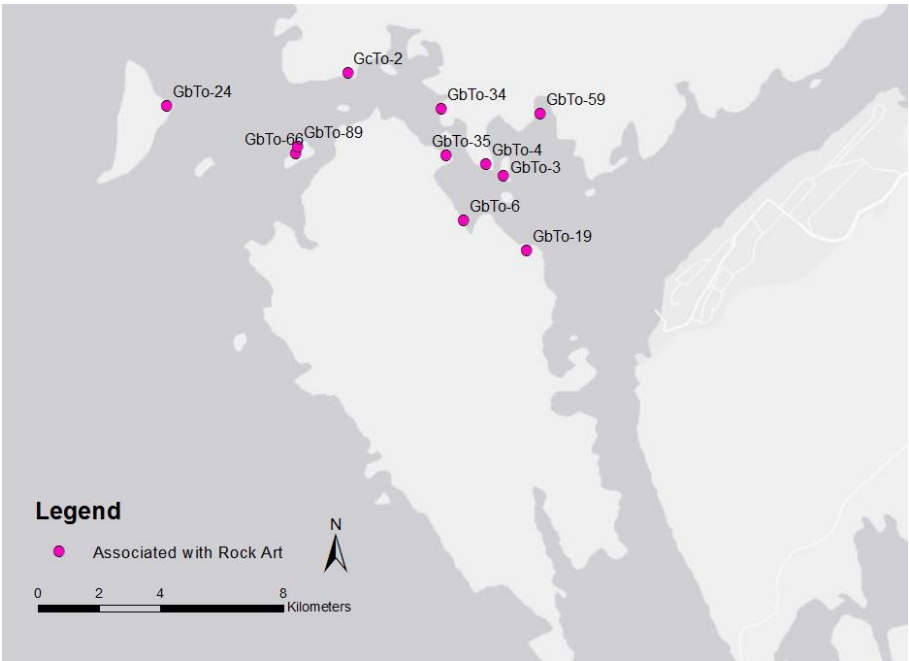 GcTo-2
GbTo-24
GbTo-34
GbTo-59
GbTo-66
GbTo-89
GbTo-35
GbTo-4
GbTo-3
GbTo-6
GbTo-19
Legend
Associated with Rock Art
N
0 2 4 8
Kilometers